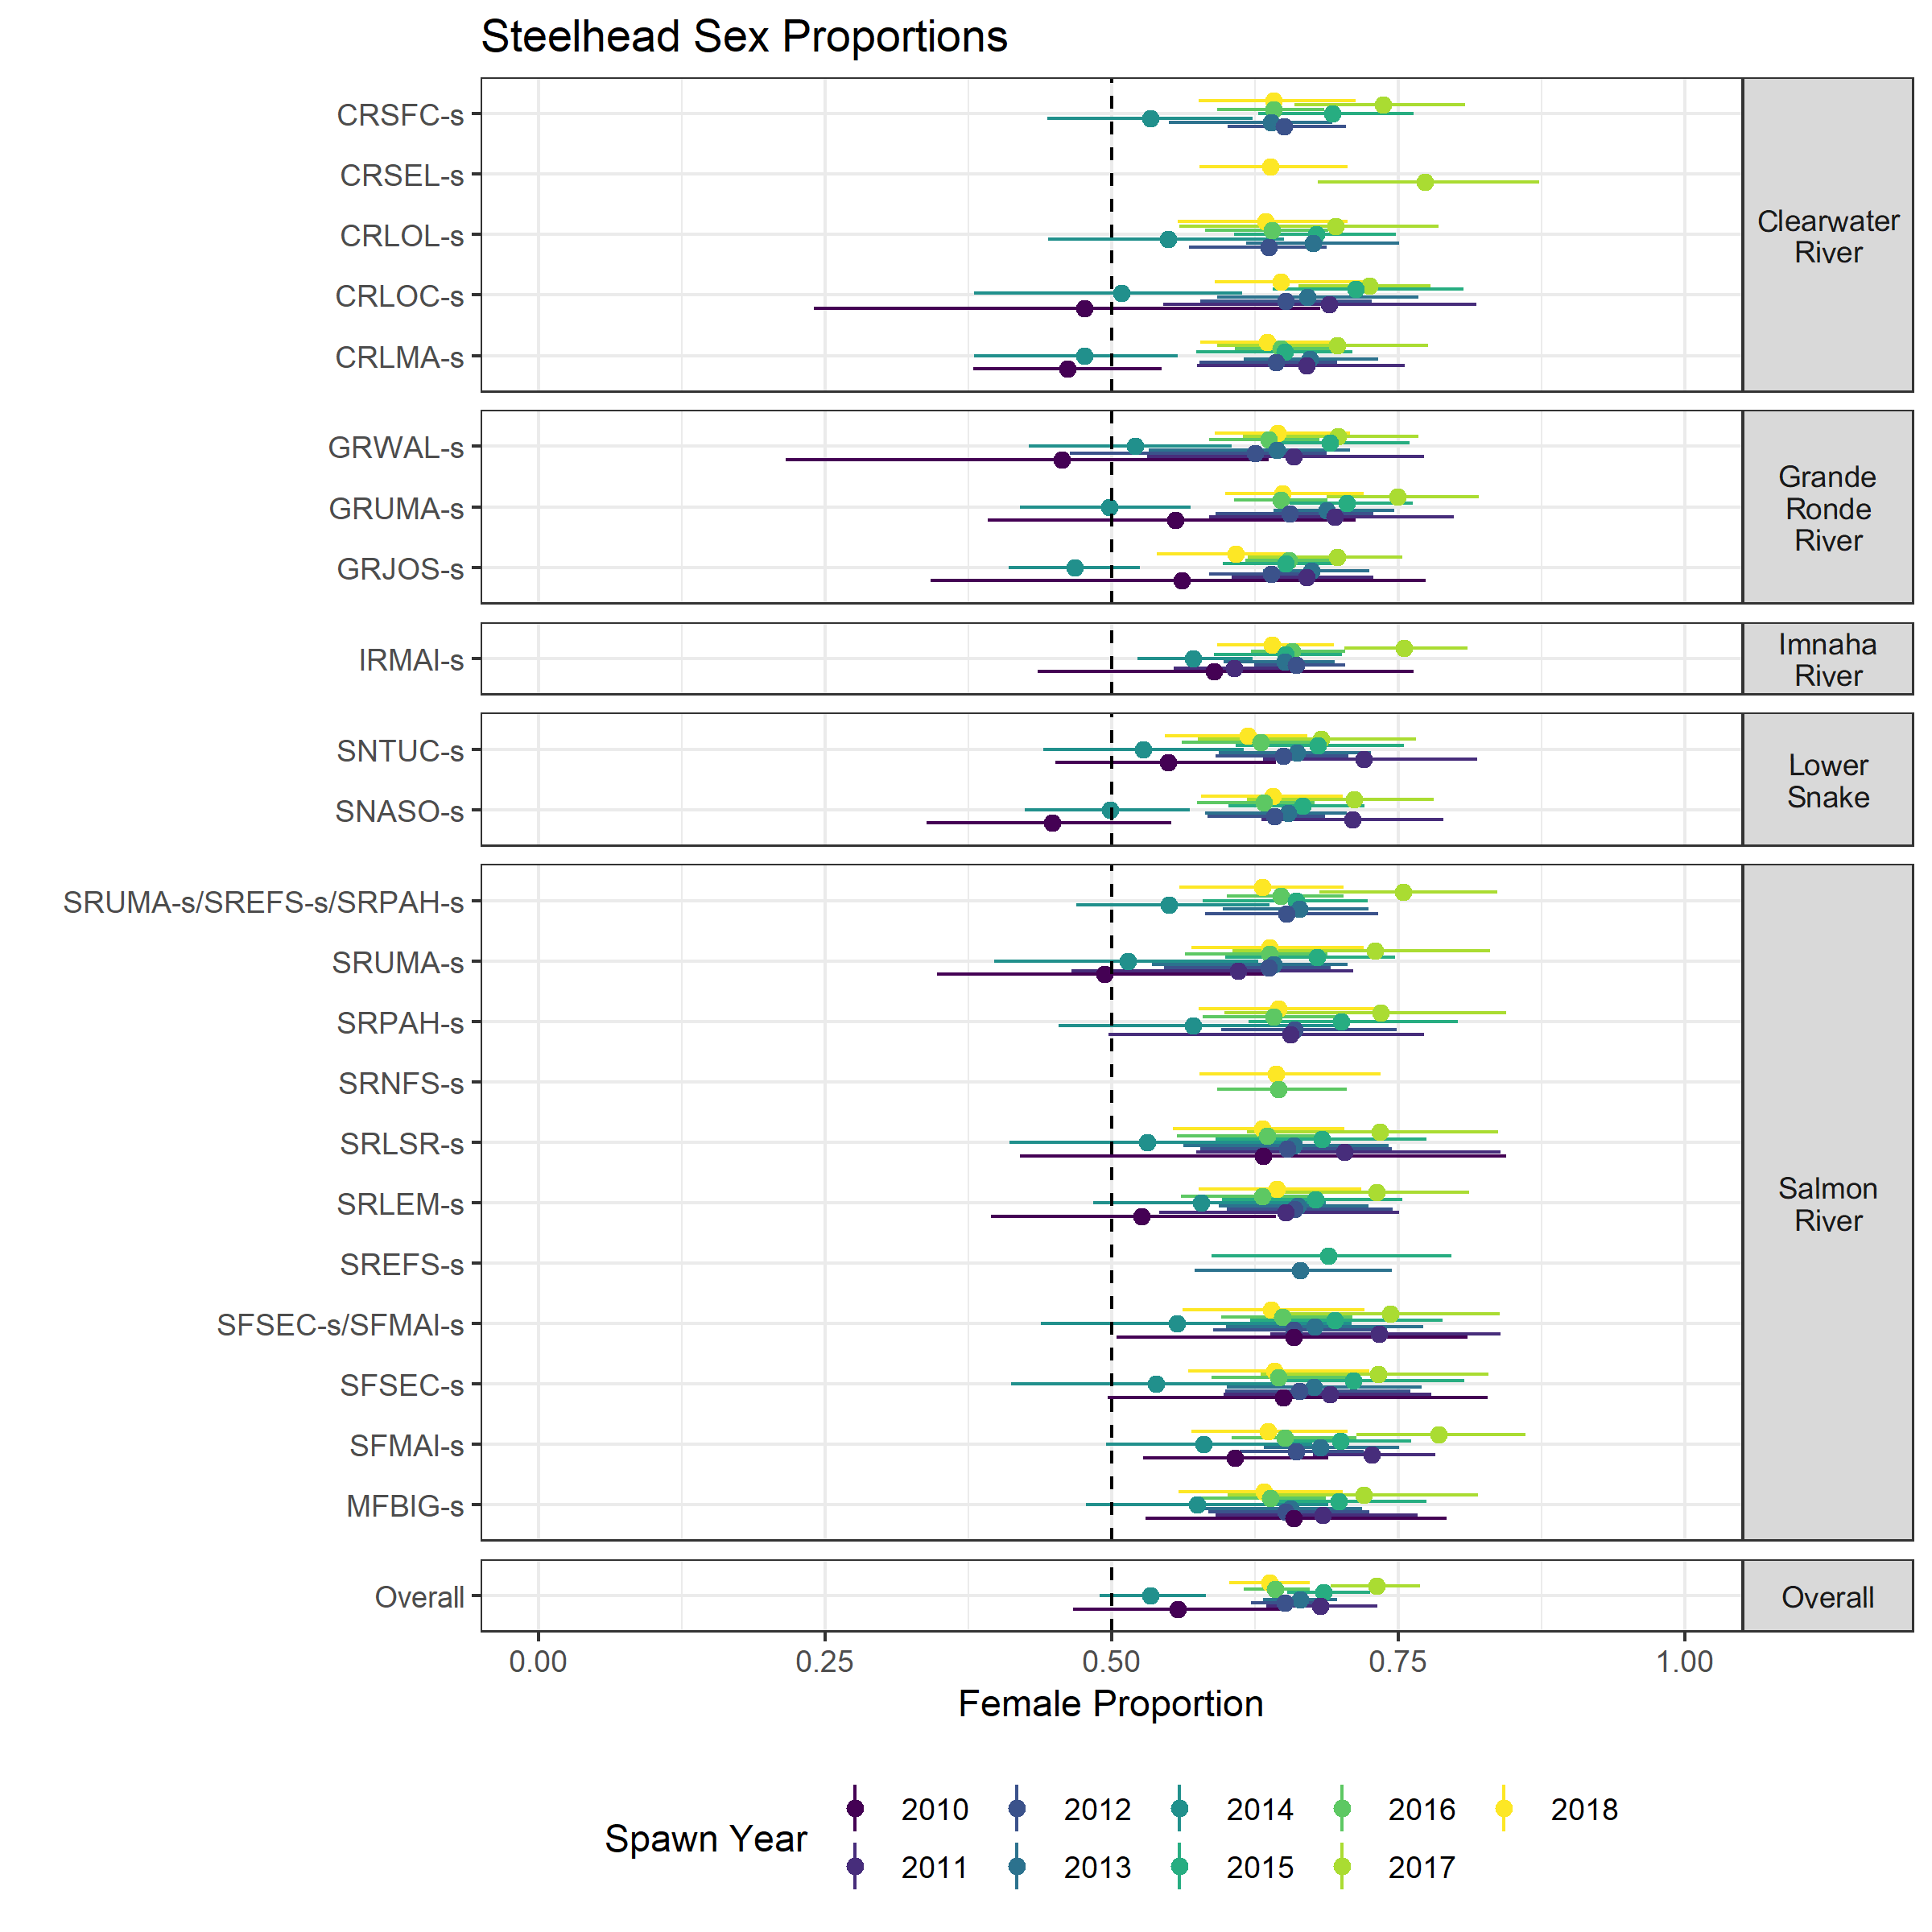 Steelhead Sex Proportions
CRSFC-s
CRSEL-s
CRLOL-s
CRLOC-s
CRLMA-s
Clearwater
River
GRWAL-s
GRUMA-s
GRJOS-s
Grande
Ronde
River
IRMAI-s
Imnaha
River
SNTUC-s
SNASO-s
Lower
Snake
SRUMA-s/SREFS-s/SRPAH-s
SRUMA-s
SRPAH-s
SRNFS-s
SRLSR-s
SRLEM-s
SREFS-s
SFSEC-s/SFMAI-s
SFSEC-s
SFMAI-s
MFBIG-s
Salmon
River
Overall
Overall
0.00 0.25 0.50 0.75 1.00
Female Proportion
Spawn Year
2010 2012 2014 2016 2018
2011 2013 2015 2017